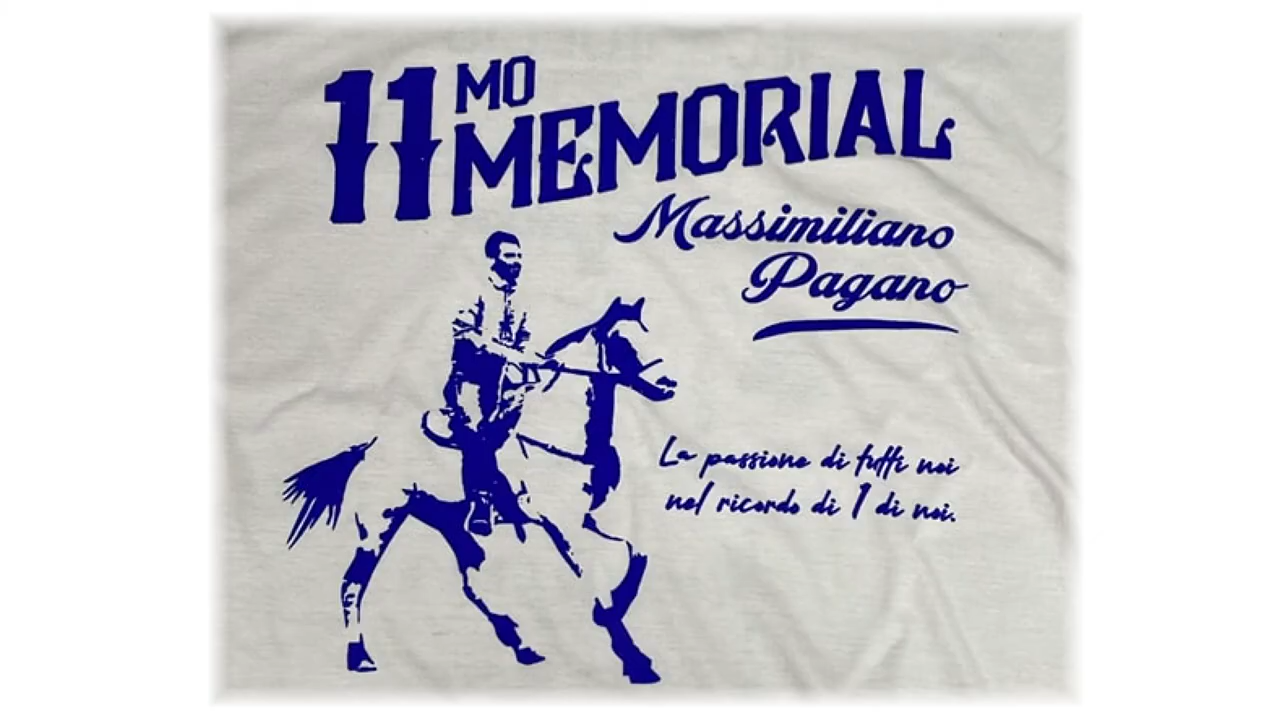 11 MO
MEMORIAL
Massimiliano
Pagano
La passione di tutti noi
nel ricordo di 1 di noi.